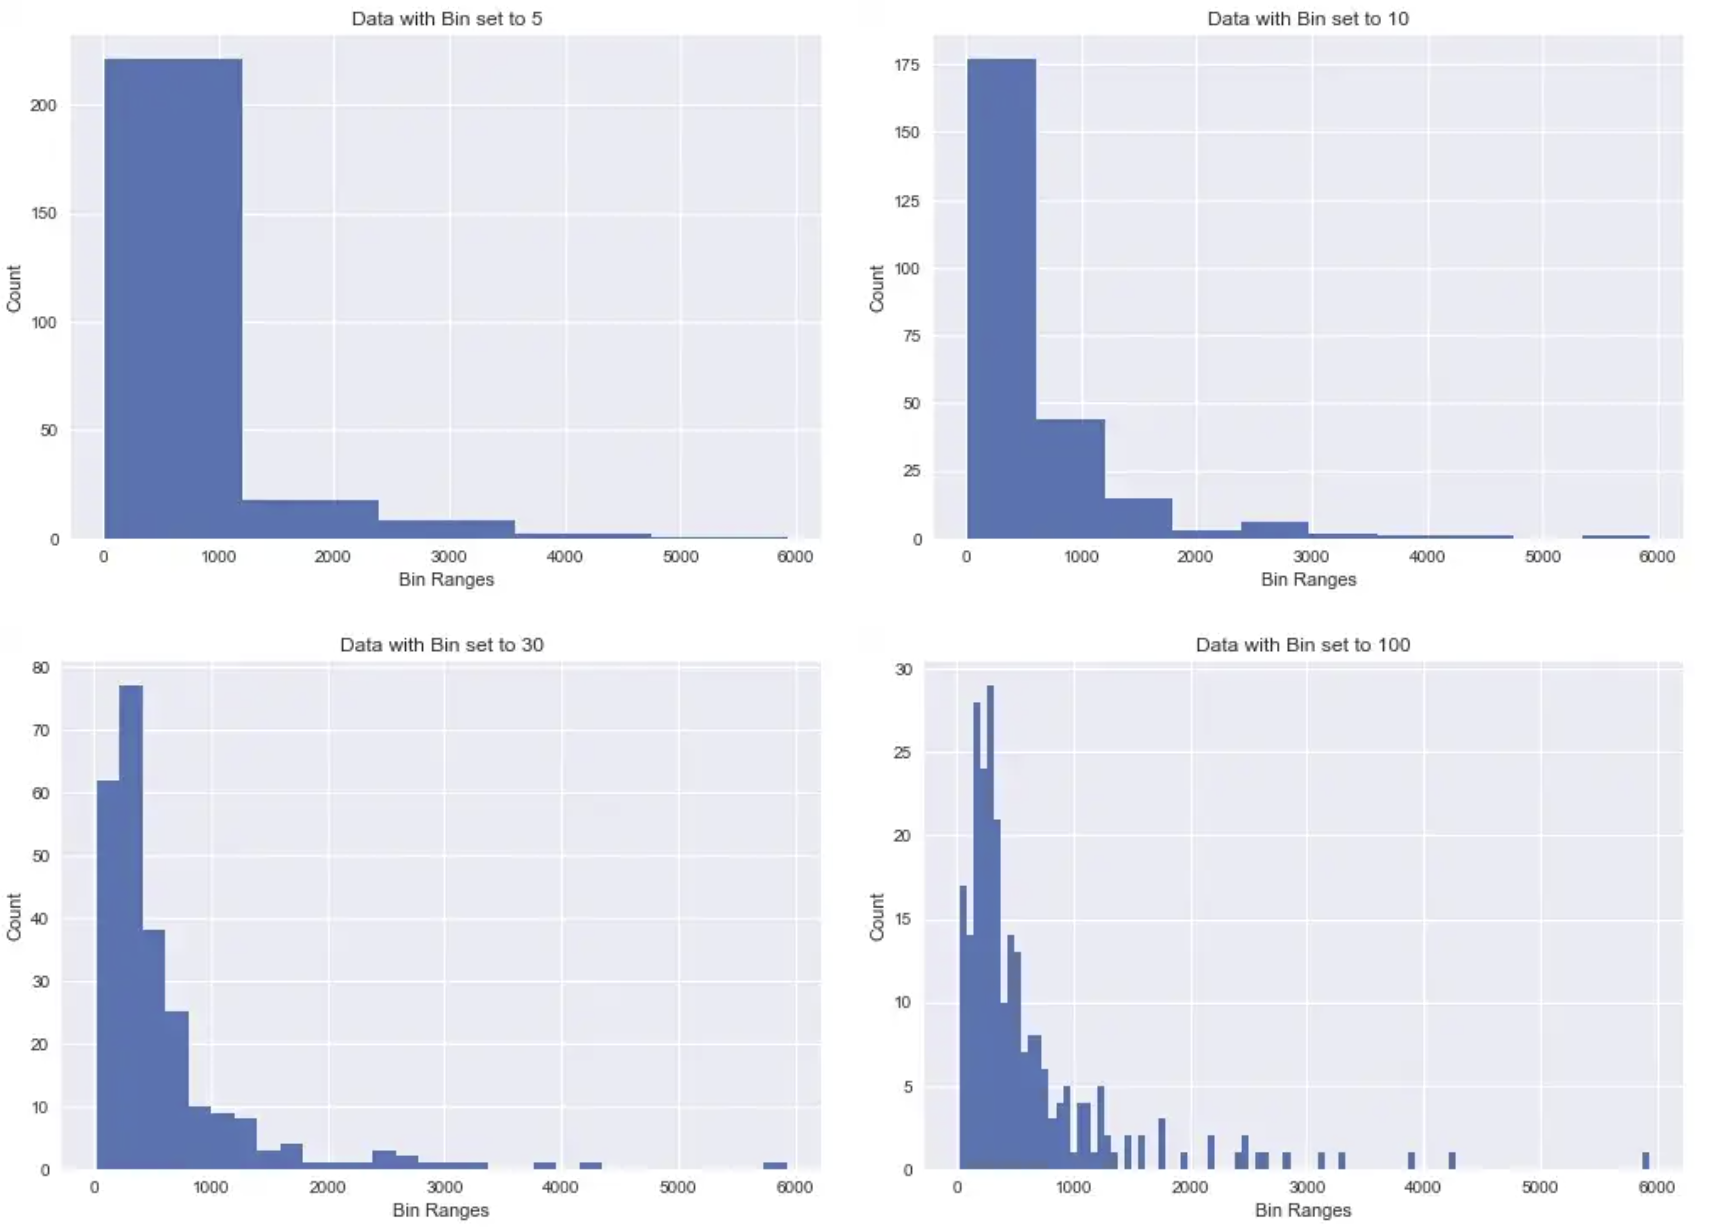 Data with Bin set to 5
200
150
100
50
0
Count
0 1000 2000 3000 4000 5000 6000
Bin Ranges
Data with Bin set to 10
175
150
125
100
75
50
25
0
Count
0 1000 2000 3000 4000 5000 6000
Bin Ranges
Data with Bin set to 30
80
70
60
50
40
30
20
10
0
Count
0 1000 2000 3000 4000 5000 6000
Bin Ranges
Data with Bin set to 100
30
25
20
15
10
5
0
Count
0 1000 2000 3000 4000 5000 6000
Bin Ranges